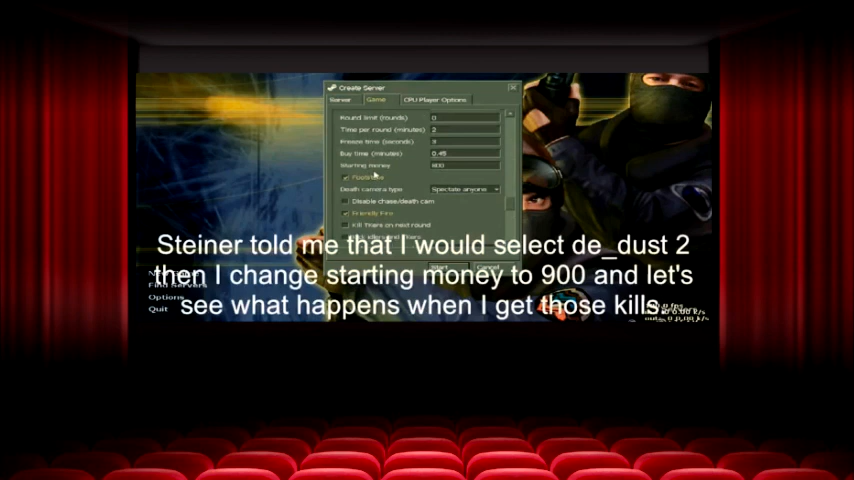 Create Server
Server Game CPU Player Options
Round limit (rounds) 0
Time per round (minutes) 2
Freeze time (seconds)
Buy time (minutes) 0.45
Starting money 800
Footsteps
Death camera type Spectate anyone
Disable chase/death cam
Friendly Fire
Kill TKers on next round
Steiner told me that I would select de_dust 2
then I change starting money to 900 and let's
see what happens when I get those kills.
Start Cancel
Find Servers
Options
Quit